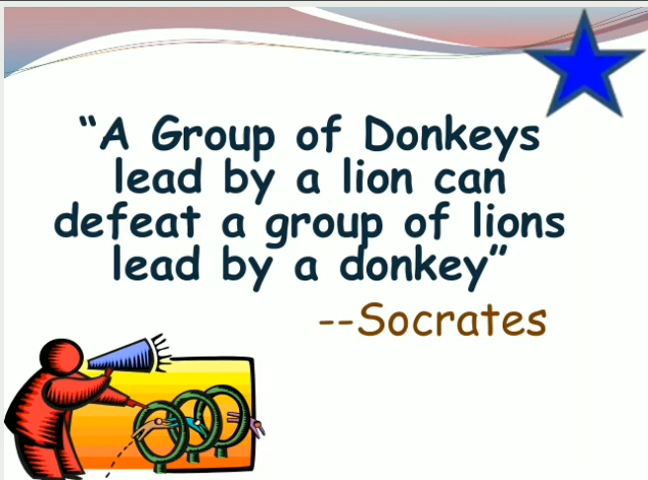 “A Group of Donkeys
lead by a lion can
defeat a group of lions
lead by a donkey”
--Socrates